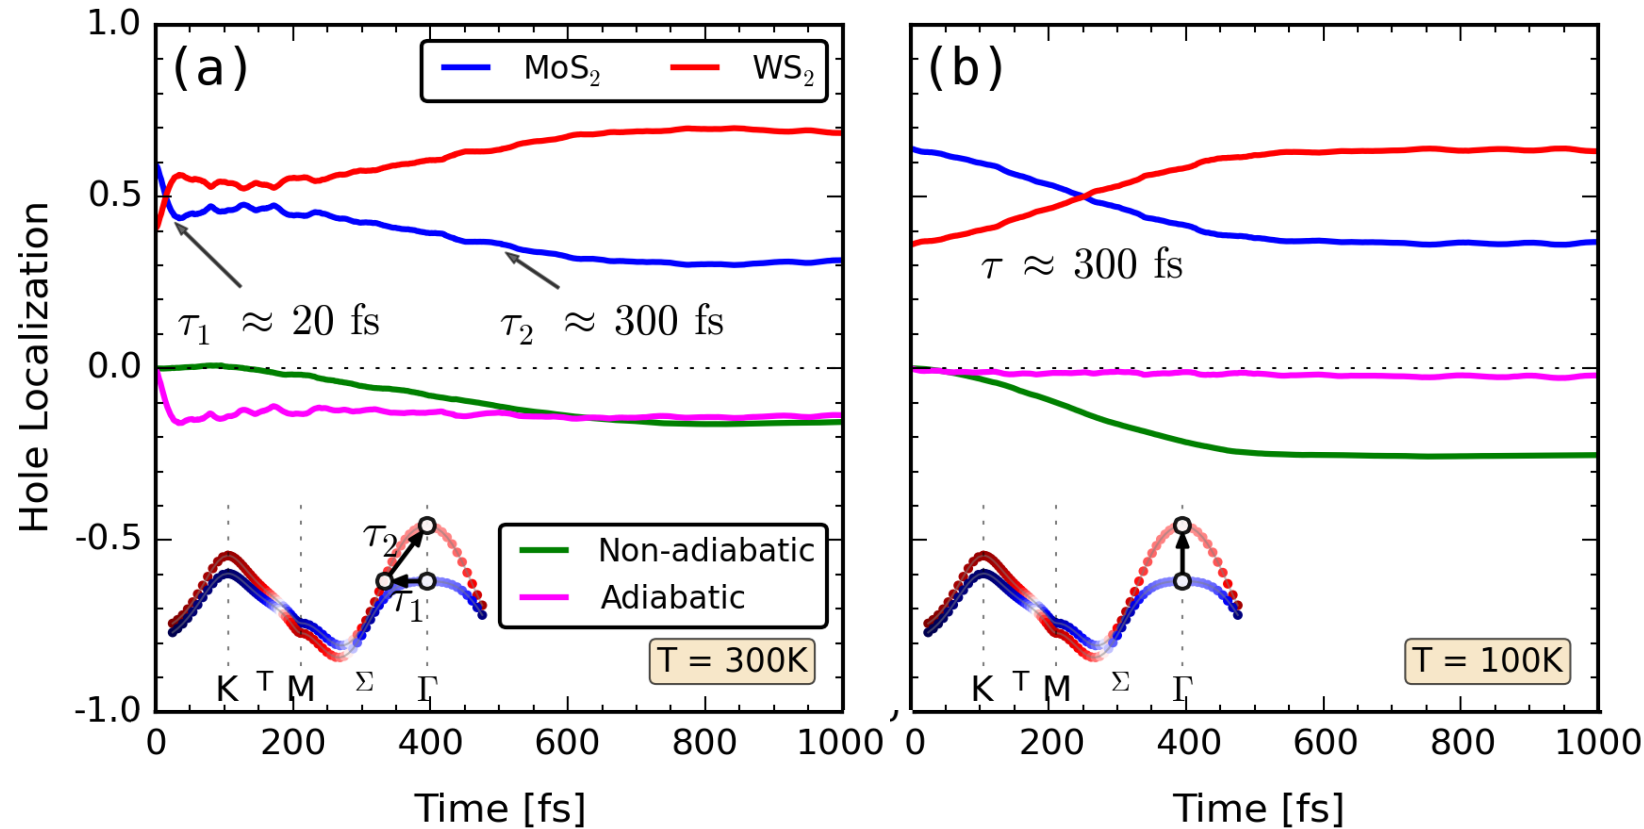 (a)
MoS₂ WS₂
(b)
1.0
0.5
0.0
-0.5
-1.0
Hole Localization
τ₁ ≈ 20 fs
τ₂ ≈ 300 fs
τ ≈ 300 fs
τ₂
τ₁
Non-adiabatic
Adiabatic
T = 300K
T = 100K
K T M Σ Γ
K T M Σ Γ
0 200 400 600 800 1000
0 200 400 600 800 1000
Time [fs]
Time [fs]